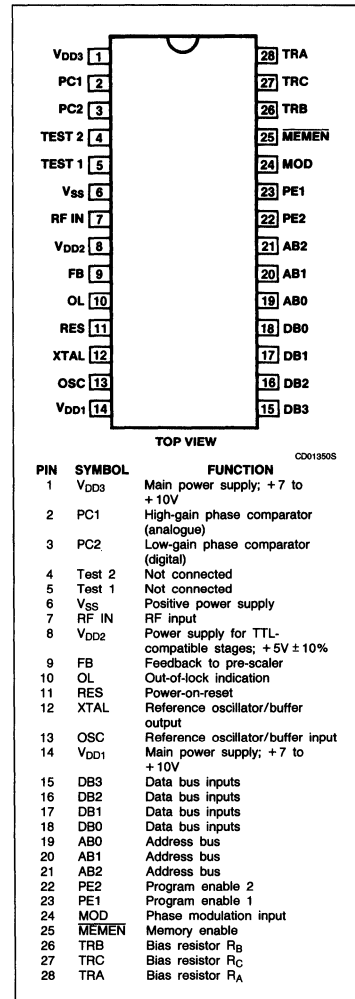 VDD3 1 28 TRA
PC1 2 27 TRC
PC2 3 26 TRB
TEST 2 4 25 MEMEN
TEST 1 5 24 MOD
VSS 6 23 PE1
RF IN 7 22 PE2
VDD2 8 21 AB2
FB 9 20 AB1
OL 10 19 AB0
RES 11 18 DB0
XTAL 12 17 DB1
OSC 13 16 DB2
VDD1 14 15 DB3
TOP VIEW
CD01350S
PIN SYMBOL FUNCTION
1 VDD3 Main power supply; +7 to
+10V
2 PC1 High-gain phase comparator
(analogue)
3 PC2 Low-gain phase comparator
(digital)
4 Test 2 Not connected
5 Test 1 Not connected
6 VSS Positive power supply
7 RF IN RF input
8 VDD2 Power supply for TTL-
compatible stages; +5V ± 10%
9 FB Feedback to pre-scaler
10 OL Out-of-lock indication
11 RES Power-on-reset
12 XTAL Reference oscillator/buffer
output
13 OSC Reference oscillator/buffer input
14 VDD1 Main power supply; +7 to
+10V
15 DB3 Data bus inputs
16 DB2 Data bus inputs
17 DB1 Data bus inputs
18 DB0 Data bus inputs
19 AB0 Address bus
20 AB1 Address bus
21 AB2 Address bus
22 PE2 Program enable 2
23 PE1 Program enable 1
24 MOD Phase modulation input
25 MEMEN Memory enable
26 TRB Bias resistor RB
27 TRC Bias resistor RC
28 TRA Bias resistor RA